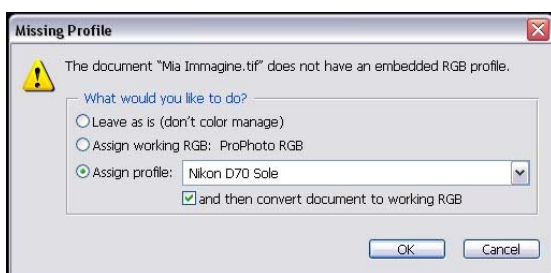 Missing Profile
The document “Mia Immagine.tif” does not have an embedded RGB profile.
What would you like to do?
Leave as is (don't color manage)
Assign working RGB: ProPhoto RGB
Assign profile: Nikon D70 Sole
and then convert document to working RGB
OK Cancel